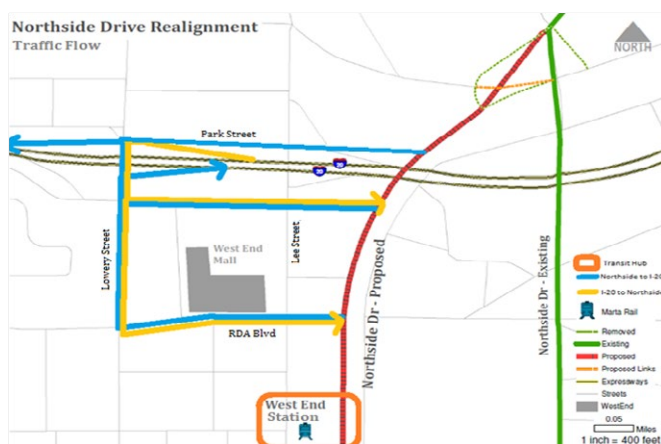 Northside Drive Realignment
Traffic Flow
NORTH
Park Street
20
20
Lowery Street
Lee Street
West End
Mall
Northside Dr - Proposed
Northside Dr - Existing
RDA Blvd
West End
Station
Transit Hub
Northside to I-20
I-20 to Northside
Marta Rail
Removed
Existing
Proposed
Proposed Links
Expressways
Streets
WestEnd
0.05
Miles
1 inch = 400 feet